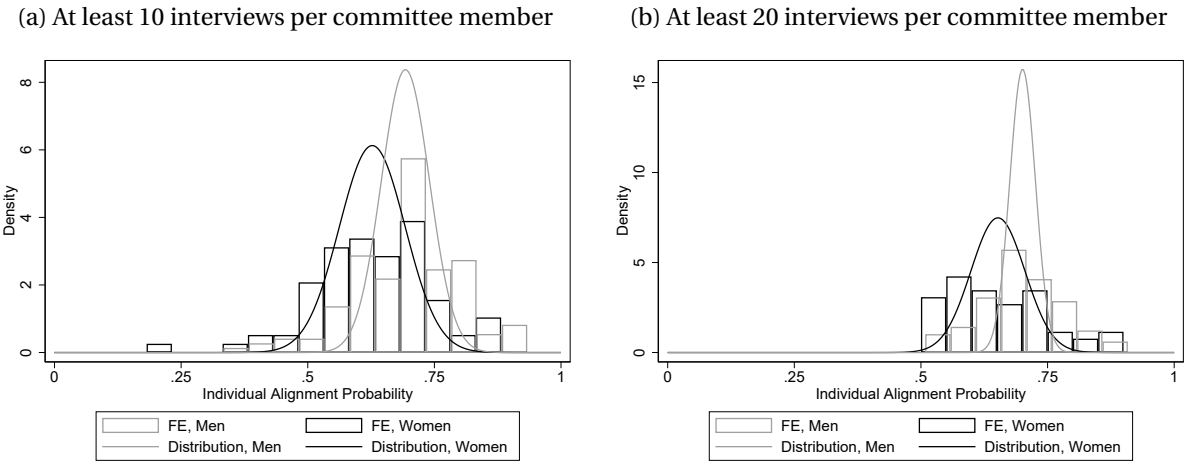 (a) At least 10 interviews per committee member
8
6
4
2
0
Density
0 .25 .5 .75 1
Individual Alignment Probability
FE, Men FE, Women
Distribution, Men Distribution, Women
(b) At least 20 interviews per committee member
15
10
5
0
Density
0 .25 .5 .75 1
Individual Alignment Probability
FE, Men FE, Women
Distribution, Men Distribution, Women